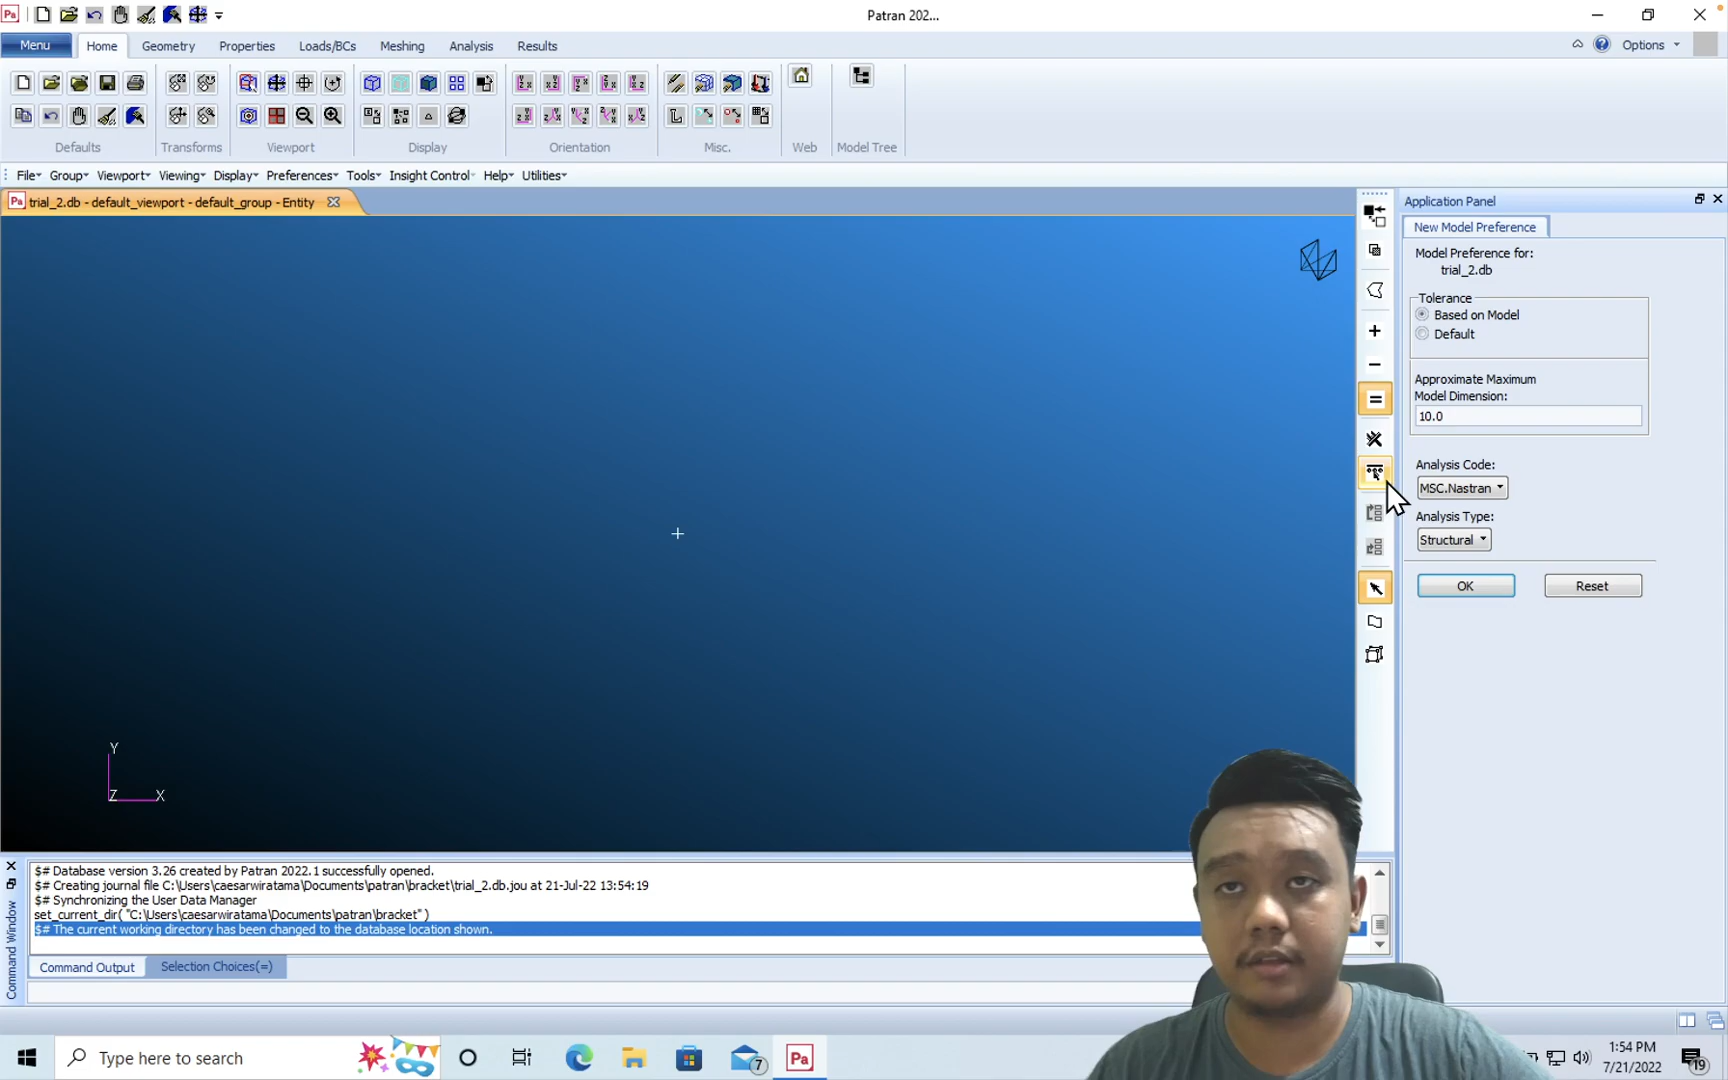 Pa
Patran 202...
Menu
Home
Geometry
Properties
Loads/BCs
Meshing
Analysis
Results
Options
Defaults
Transforms
Viewport
Display
Orientation
Misc.
Web
Model Tree
File
Group
Viewport
Viewing
Display
Preferences
Tools
Insight Control
Help
Utilities
Pa
trial_2.db - default_viewport - default_group - Entity
Application Panel
New Model Preference
Model Preference for:
trial_2.db
Tolerance
Based on Model
Default
Approximate Maximum
Model Dimension:
10.0
Analysis Code:
MSC.Nastran
Analysis Type:
Structural
OK
Reset
Y
Z
X
Command Window
$# Database version 3.26 created by Patran 2022.1 successfully opened.
$# Creating journal file C:\Users\caesarwiratama\Documents\patran\bracket\trial_2.db.jou at 21-Jul-22 13:54:19
$# Synchronizing the User Data Manager
set_current_dir( "C:\Users\caesarwiratama\Documents\patran\bracket" )
$# The current working directory has been changed to the database location shown.
Command Output
Selection Choices(=)
Type here to search
7
Pa
1:54 PM
7/21/2022
19